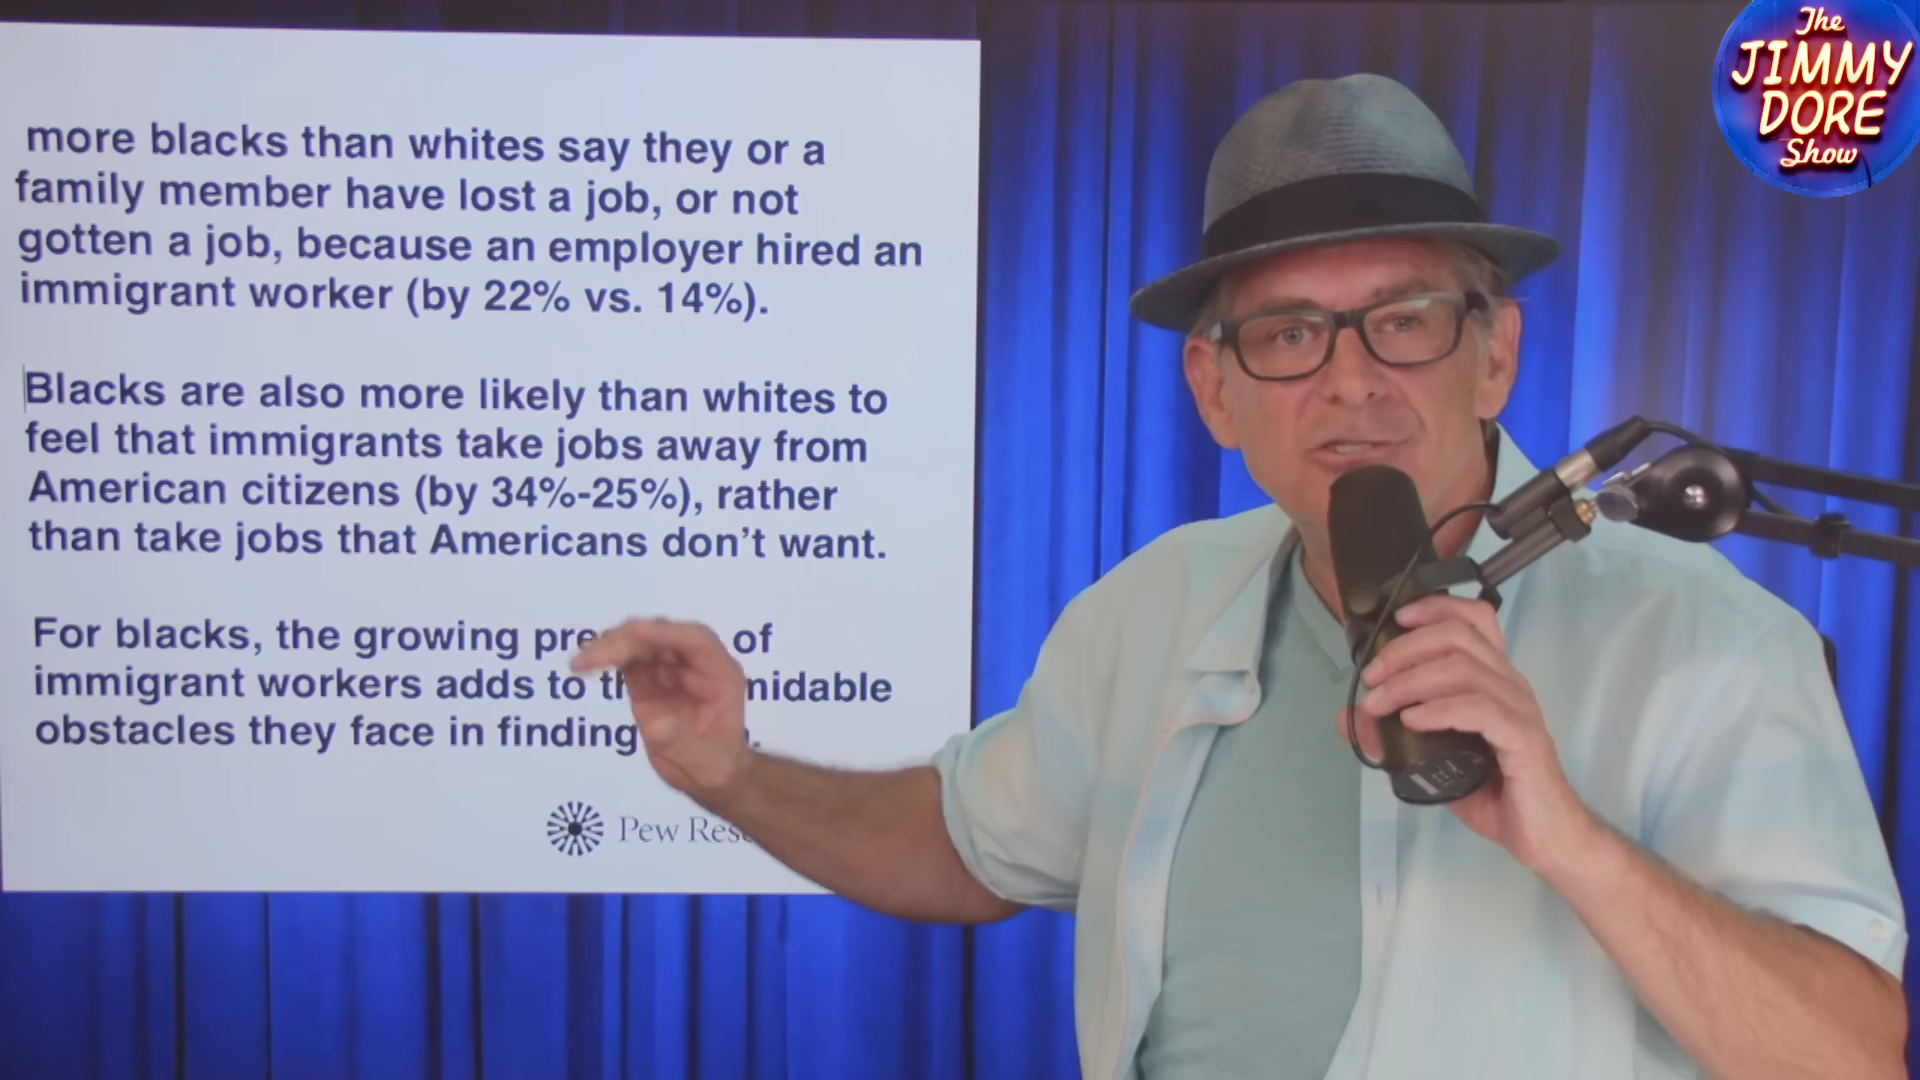 more blacks than whites say they or a
family member have lost a job, or not
gotten a job, because an employer hired an
immigrant worker (by 22% vs. 14%).
Blacks are also more likely than whites to
feel that immigrants take jobs away from
American citizens (by 34%-25%), rather
than take jobs that Americans don't want.
For blacks, the growing of
immigrant workers adds to
obstacles they face in finding
Pew
The
JIMMY
DORE
Show